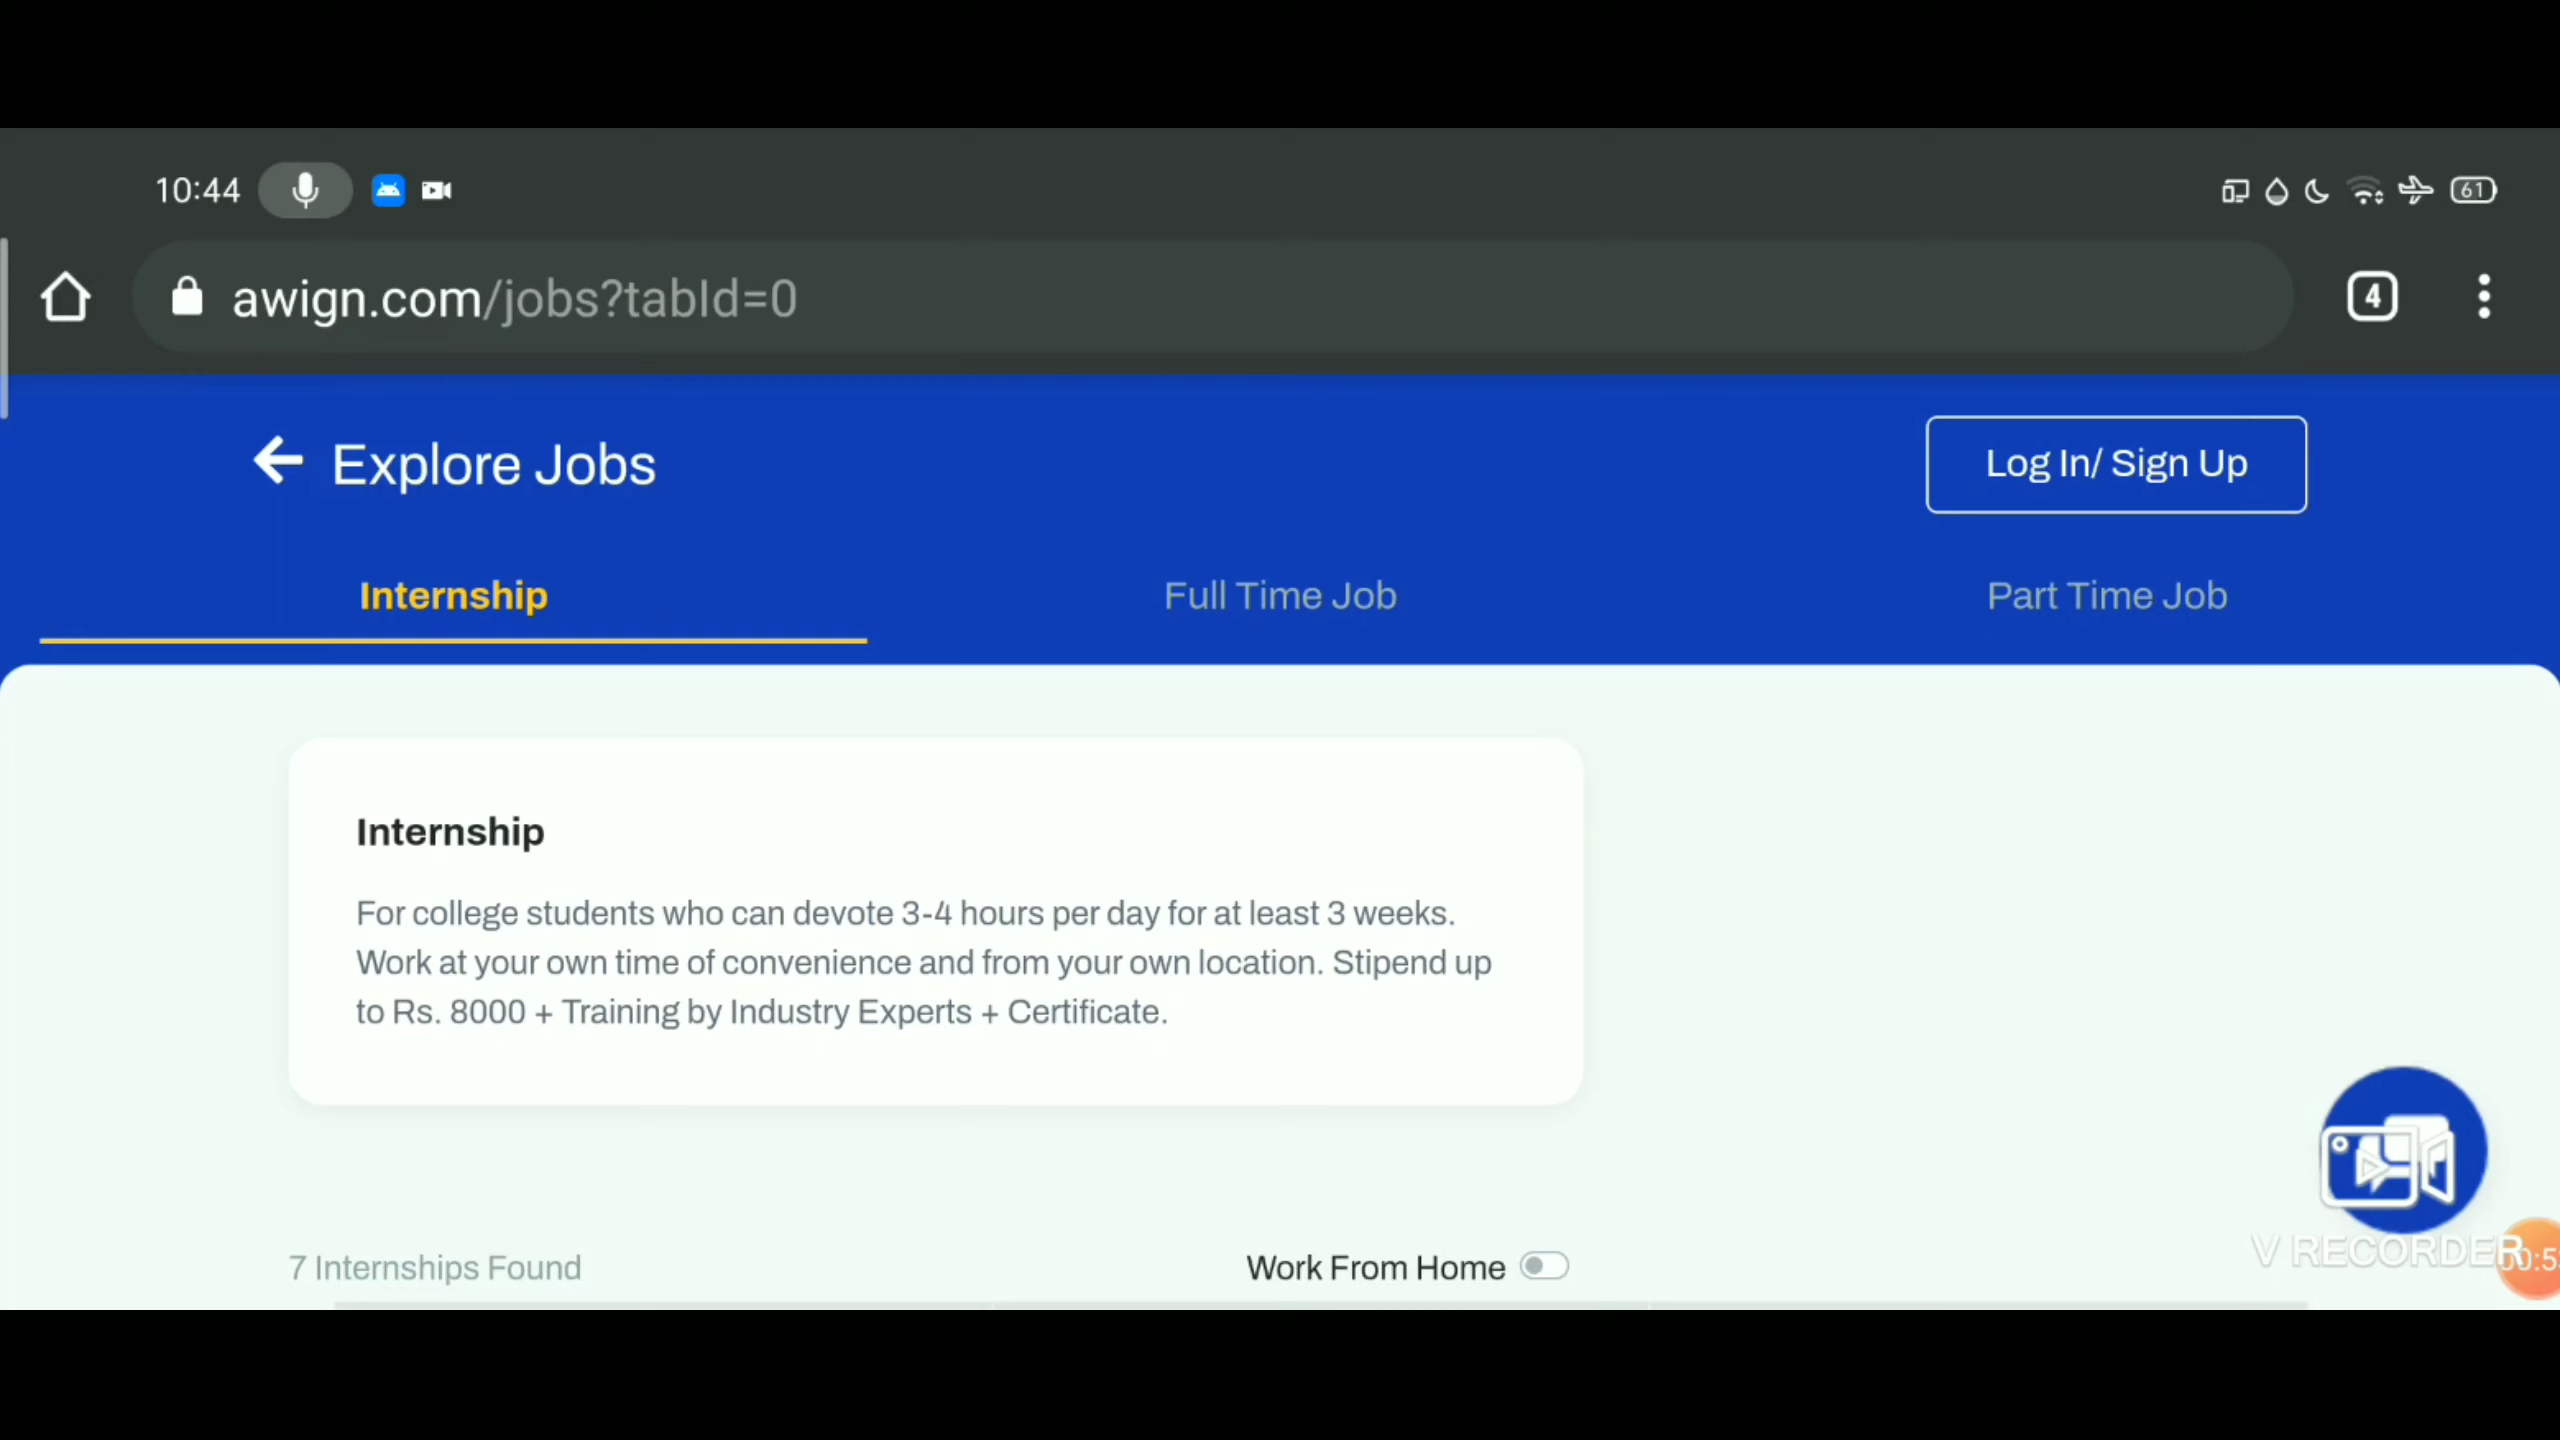 10:44
61
awign.com/jobs?tabId=0
4
Explore Jobs
Log In/ Sign Up
Internship
Full Time Job
Part Time Job
Internship
For college students who can devote 3-4 hours per day for at least 3 weeks.
Work at your own time of convenience and from your own location. Stipend up
to Rs. 8000 + Training by Industry Experts + Certificate.
7 Internships Found
Work From Home
V RECORDER